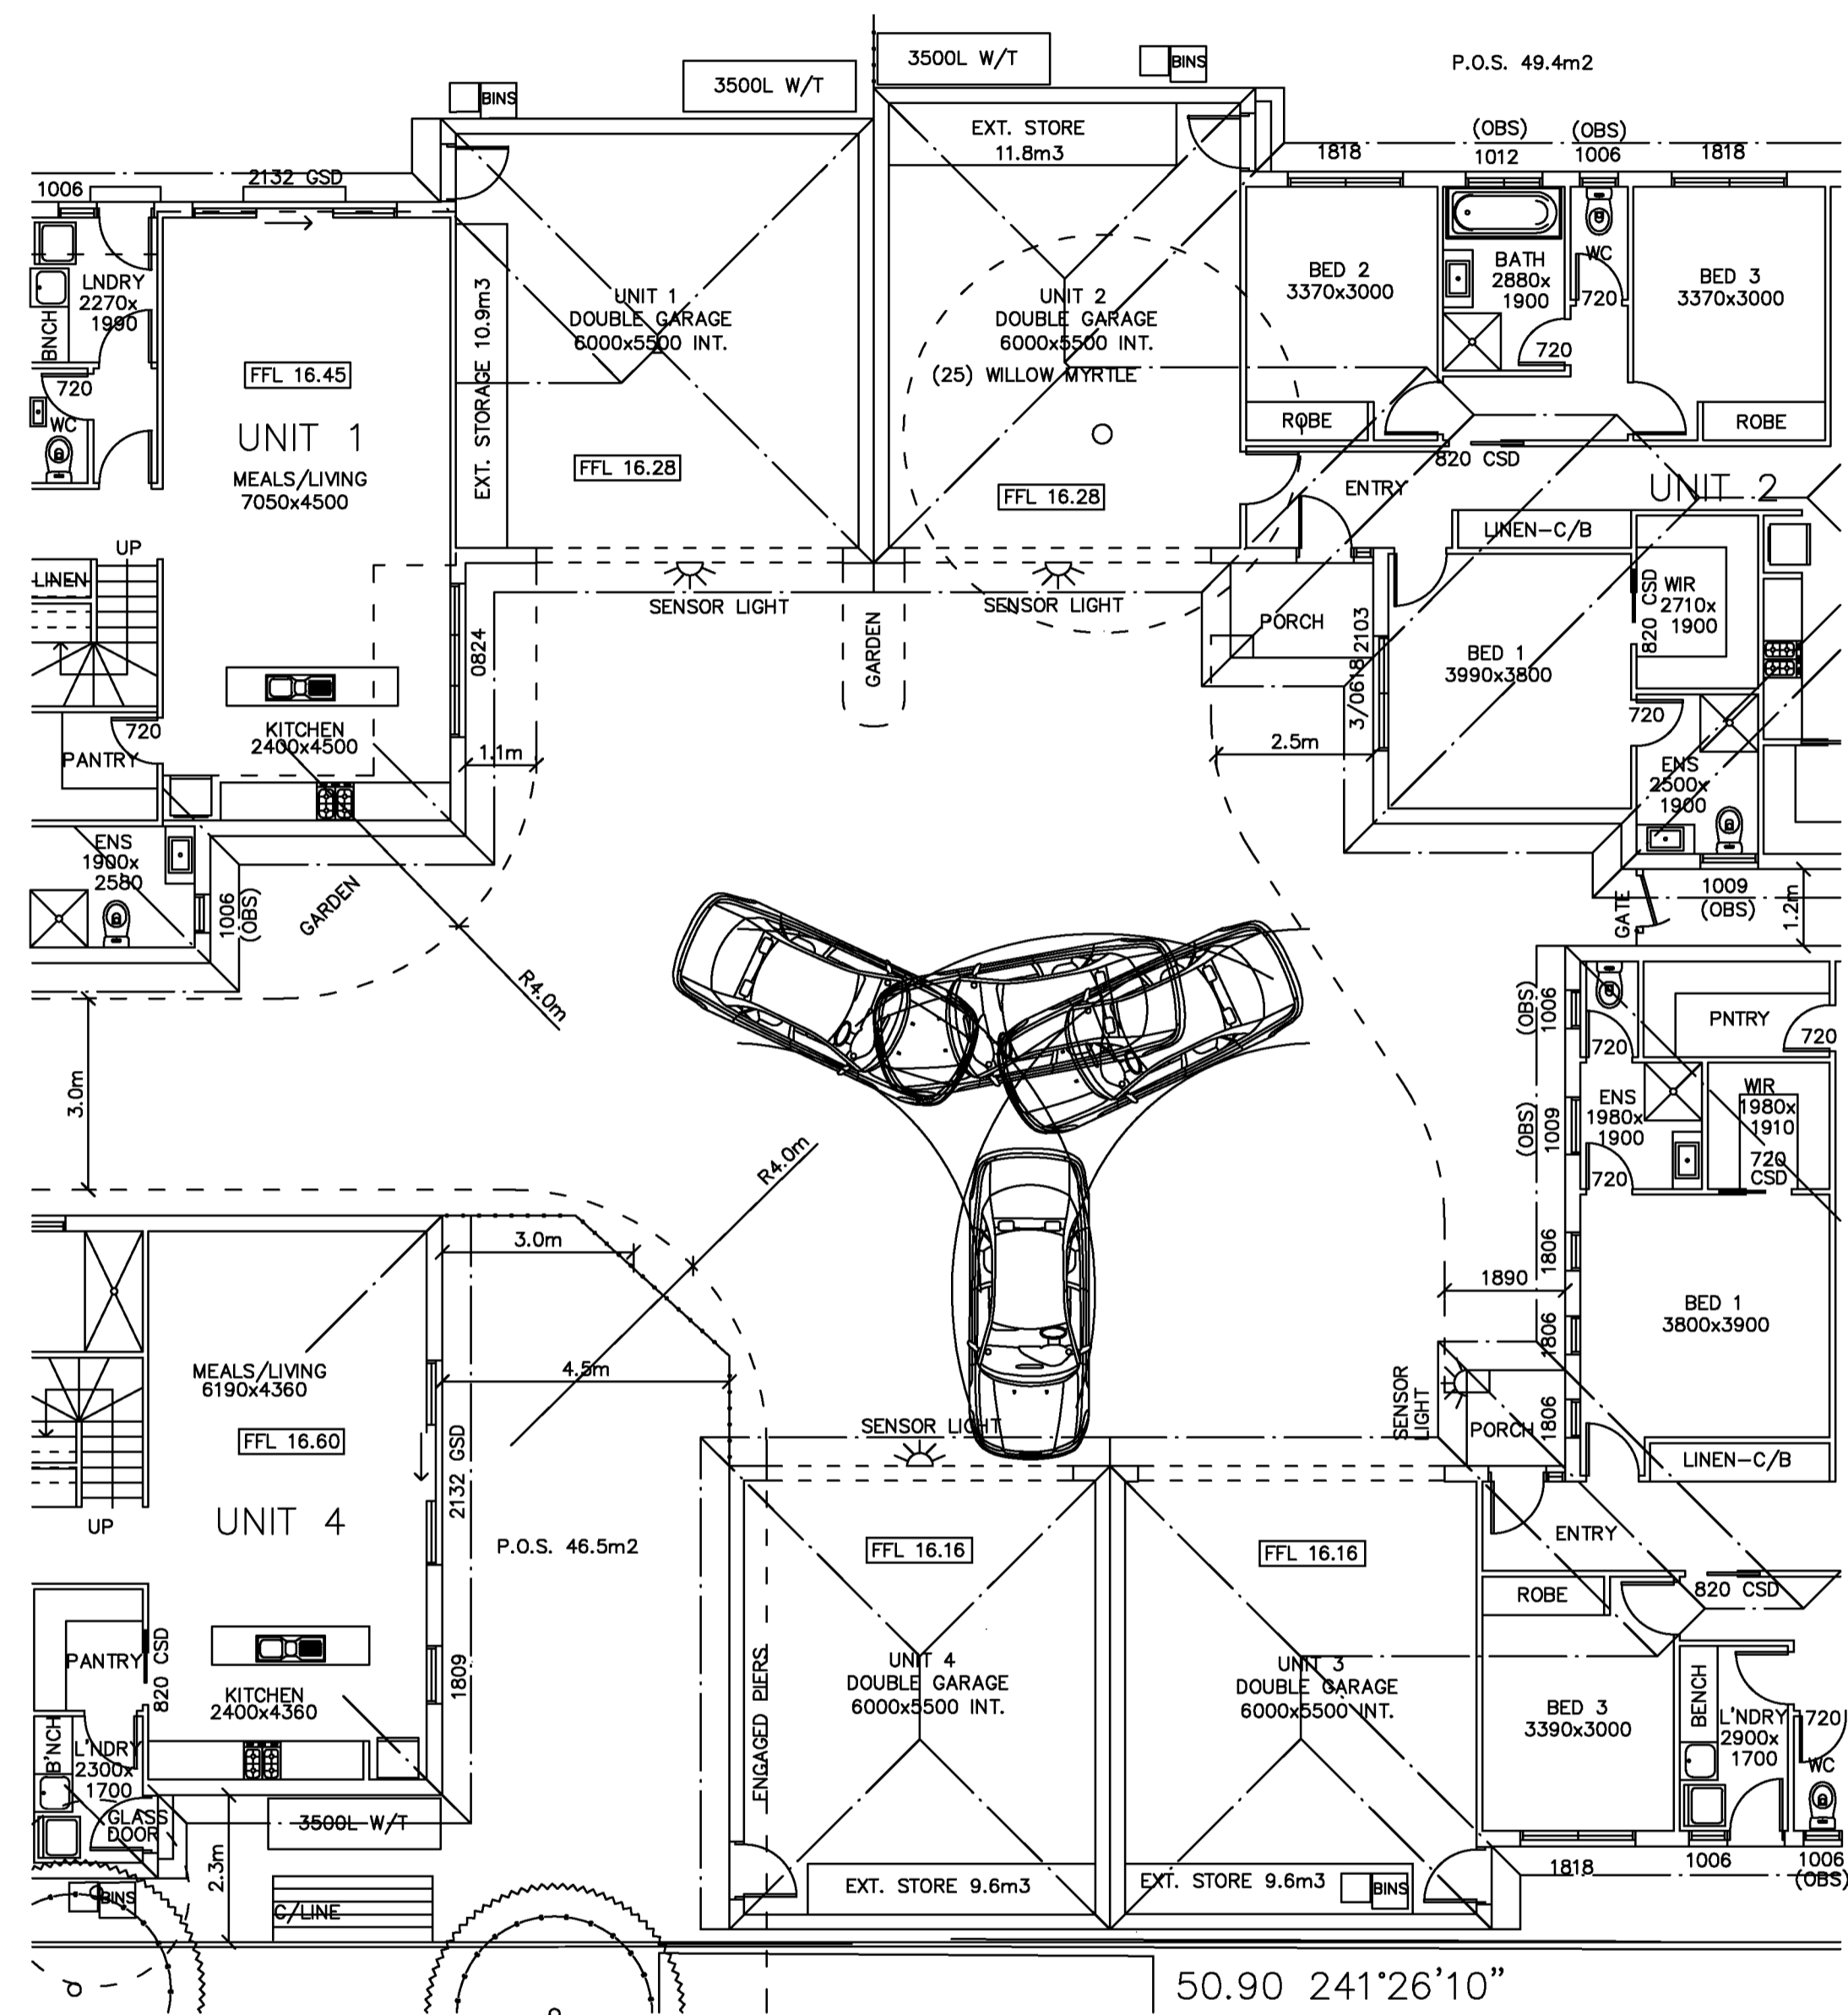 3500L W/T
3500L W/T
BINS
BINS
P.O.S. 49.4m2
EXT. STORE
11.8m3
(OBS)
(OBS)
1818
1012
1006
1818
1006
2132 GSD
LNDRY
2270x
1990
BNCH
720
WC
FFL 16.45
UNIT 1
MEALS/LIVING
7050x4500
EXT. STORAGE 10.9m3
UNIT 1
DOUBLE GARAGE
6000x5500 INT.
FFL 16.28
UNIT 2
DOUBLE GARAGE
6000x5500 INT.
(25) WILLOW MYRTLE
FFL 16.28
BED 2
3370x3000
BATH
2880x
1900
WC
720
720
BED 3
3370x3000
ROBE
ROBE
820 CSD
ENTRY
UNIT 2
LINEN-C/B
UP
LINEN
SENSOR LIGHT
SENSOR LIGHT
GARDEN
PORCH
2103
3/0618
BED 1
3990x3800
820 CSD
WIR
2710x
1900
0824
KITCHEN
2400x4500
720
PANTRY
1.1m
2.5m
720
ENS
2500x
1900
ENS
1900x
2580
1006
(OBS)
GARDEN
R4.0m
GATE
1009
(OBS)
1.2m
3.0m
(OBS)
1006
PNTRY
720
720
(OBS)
1009
ENS
1980x
1900
WIR
1980x
1910
720
CSD
720
R4.0m
3.0m
4.5m
1890
1806
1806
1806
BED 1
3800x3900
MEALS/LIVING
6190x4360
FFL 16.60
UNIT 4
UP
2132 GSD
P.O.S. 46.5m2
SENSOR LIGHT
SENSOR
LIGHT
PORCH
LINEN-C/B
FFL 16.16
FFL 16.16
ENTRY
820 CSD
ROBE
PANTRY
820 CSD
KITCHEN
2400x4360
1809
ENGAGED PIERS
UNIT 4
DOUBLE GARAGE
6000x5500 INT.
UNIT 3
DOUBLE GARAGE
6000x5500 INT.
BED 3
3390x3000
BENCH
L'NDRY
2900x
1700
720
WC
B'NCH
L'NDRY
2300x
1700
GLASS
DOOR
3500L W/T
2.3m
BINS
C/LINE
EXT. STORE 9.6m3
EXT. STORE 9.6m3
BINS
1818
1006
1006
(OBS)
50.90 241°26'10"